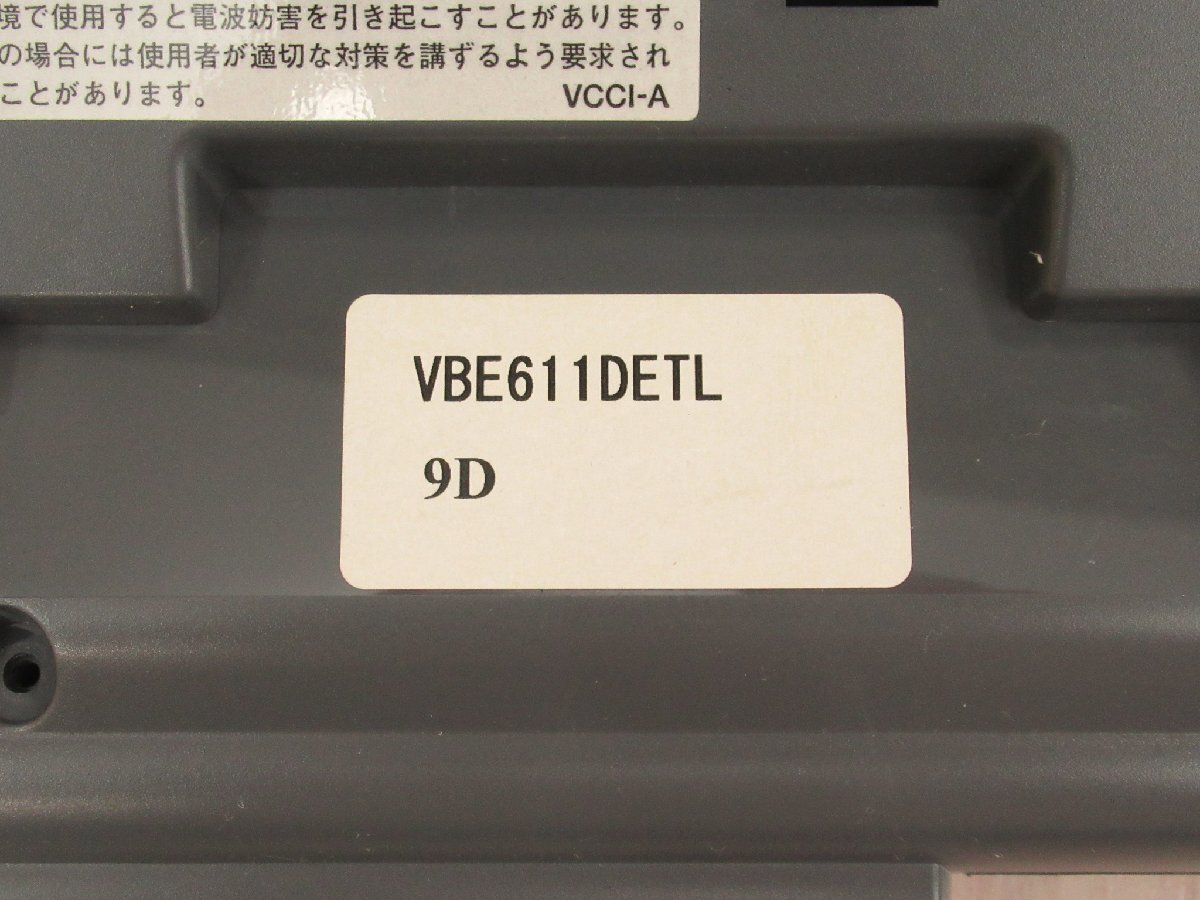 境で使用すると電波妨害を引き起こすことがあります。
の場合には使用者が適切な対策を講ずるよう要求され
ことがあります。
VCCI-A
VBE611DETL
9D